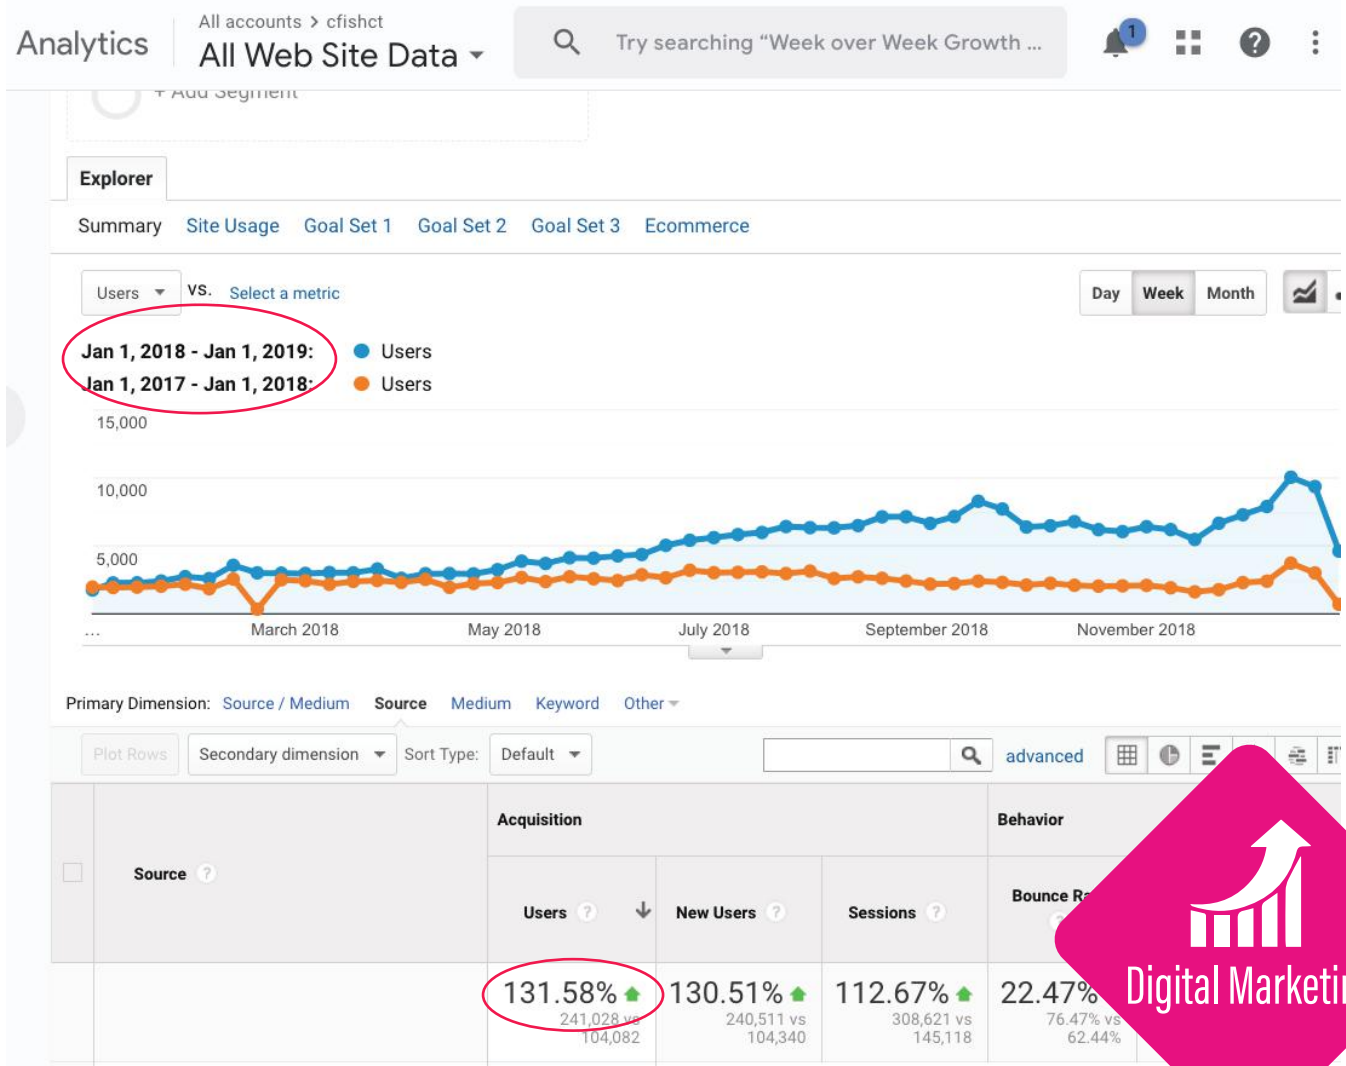 Analytics
All accounts > cfishct
All Web Site Data
Try searching “Week over Week Growth ...
1
+ Add Segment
Explorer
Summary Site Usage Goal Set 1 Goal Set 2 Goal Set 3 Ecommerce
Users VS. Select a metric
Day Week Month
Jan 1, 2018 - Jan 1, 2019: Users
Jan 1, 2017 - Jan 1, 2018: Users
15,000
10,000
5,000
... March 2018 May 2018 July 2018 September 2018 November 2018
Primary Dimension: Source / Medium Source Medium Keyword Other
Plot Rows Secondary dimension Sort Type: Default advanced
Acquisition Behavior
Source ?
Users ? New Users ? Sessions ? Bounce
131.58% 130.51% 112.67% 22.47%
241,028 vs 240,511 vs 308,621 vs 76.47% vs
104,082 104,340 145,118 62.44%
Digital Marketin